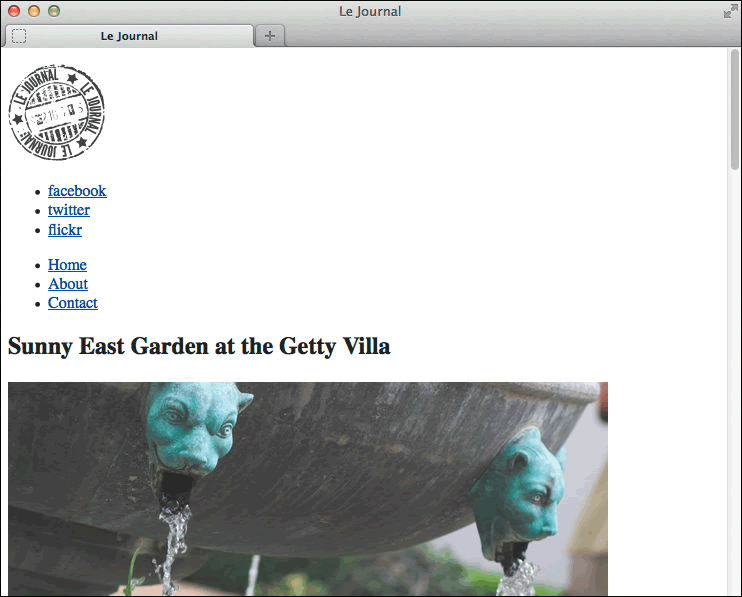 Le Journal
Le Journal
LE JOURNAL
LE JOURNAL
LE JOURNAL
facebook
twitter
flickr
Home
About
Contact
Sunny East Garden at the Getty Villa